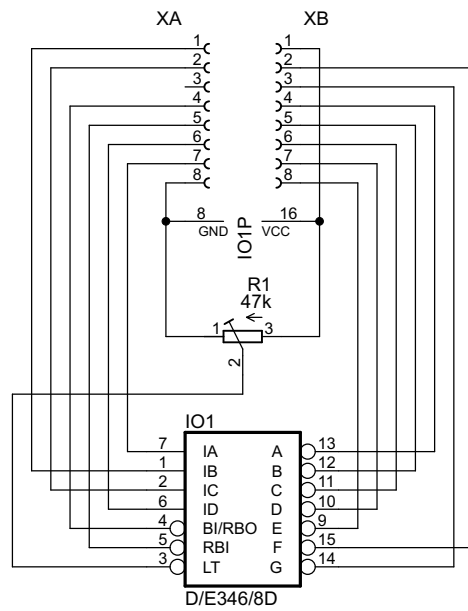 XA XB
1 1
2 2
3 3
4 4
5 5
6 6
7 7
8 8
8 16
GND IO1P VCC
R1
47k
1 3
2
IO1
7 IA A 13
1 IB B 12
2 IC C 11
6 ID D 10
4 BI/RBO E 9
5 RBI F 15
3 LT G 14
D/E346/8D